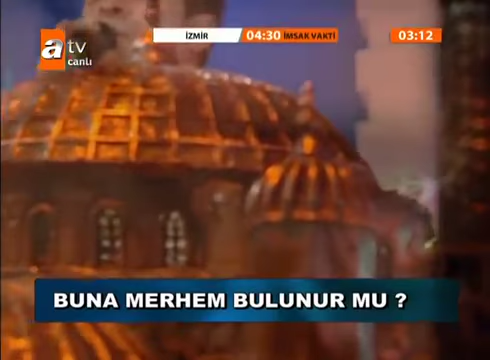 atv
canlı
İZMİR 04:30 İMSAK VAKTİ 03:12
BUNA MERHEM BULUNUR MU ?